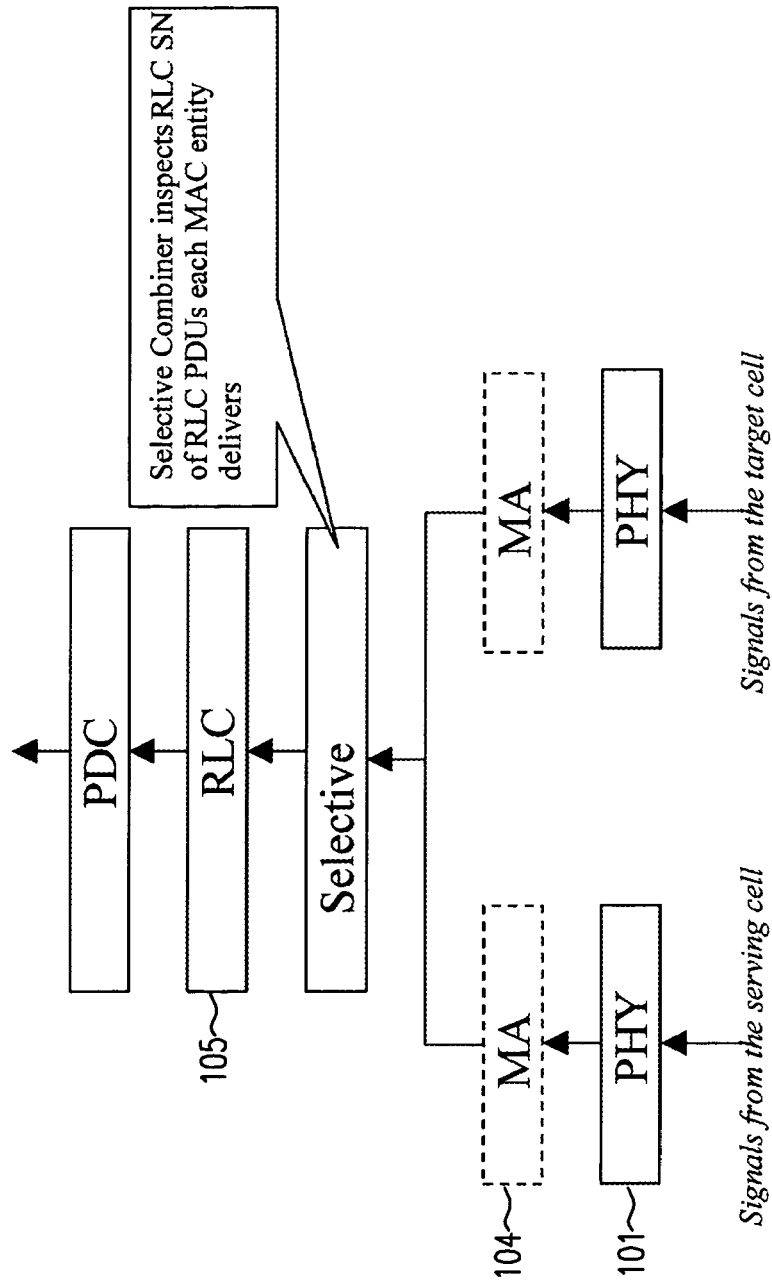 PDC
105
RLC
Selective
Selective Combiner inspects RLC SN
of RLC PDUs each MAC entity
delivers
104
MA
MA
101
PHY
PHY
Signals from the serving cell
Signals from the target cell